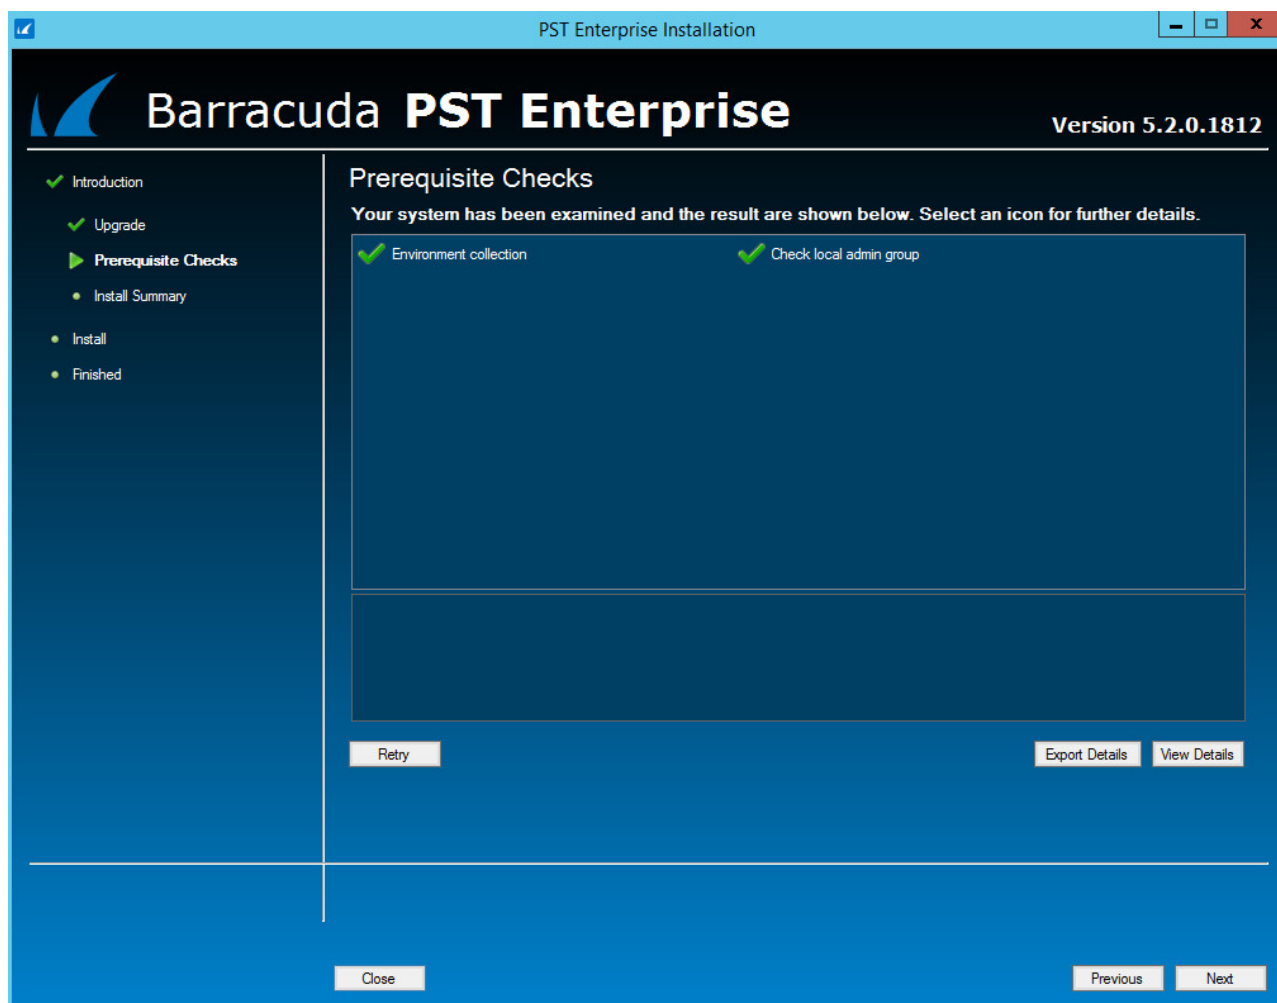 PST Enterprise Installation
Barracuda PST Enterprise
Version 5.2.0.1812
Introduction
Upgrade
Prerequisite Checks
Install Summary
Install
Finished
Prerequisite Checks
Your system has been examined and the result are shown below. Select an icon for further details.
Environment collection
Check local admin group
Retry
Export Details
View Details
Close
Previous
Next